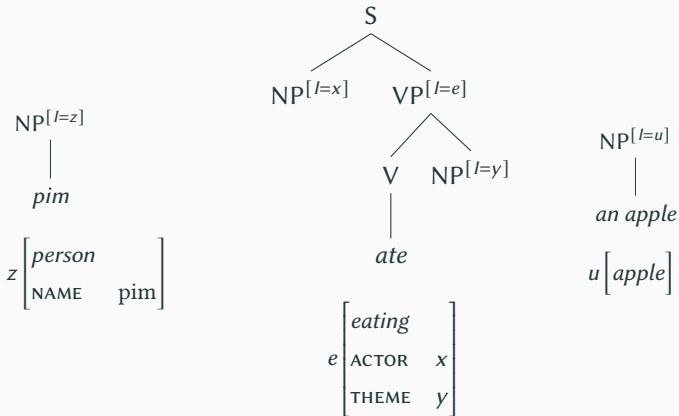 S
NP[I=x] VP[I=e]
NP[I=z]
V NP[I=y]
NP[I=u]
pim
ate
an apple
z [person
NAME pim]
u [apple]
e [eating
ACTOR x
THEME y]